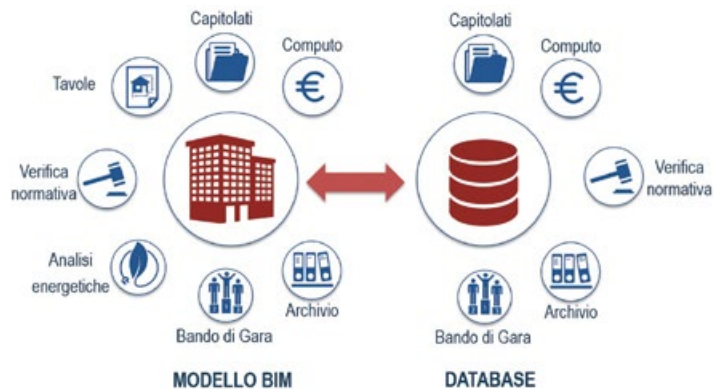 Capitolati
Computo
Tavole
Verifica
normativa
Analisi
energetiche
Bando di Gara
Archivio
MODELLO BIM
Capitolati
Computo
Verifica
normativa
Archivio
Bando di Gara
DATABASE